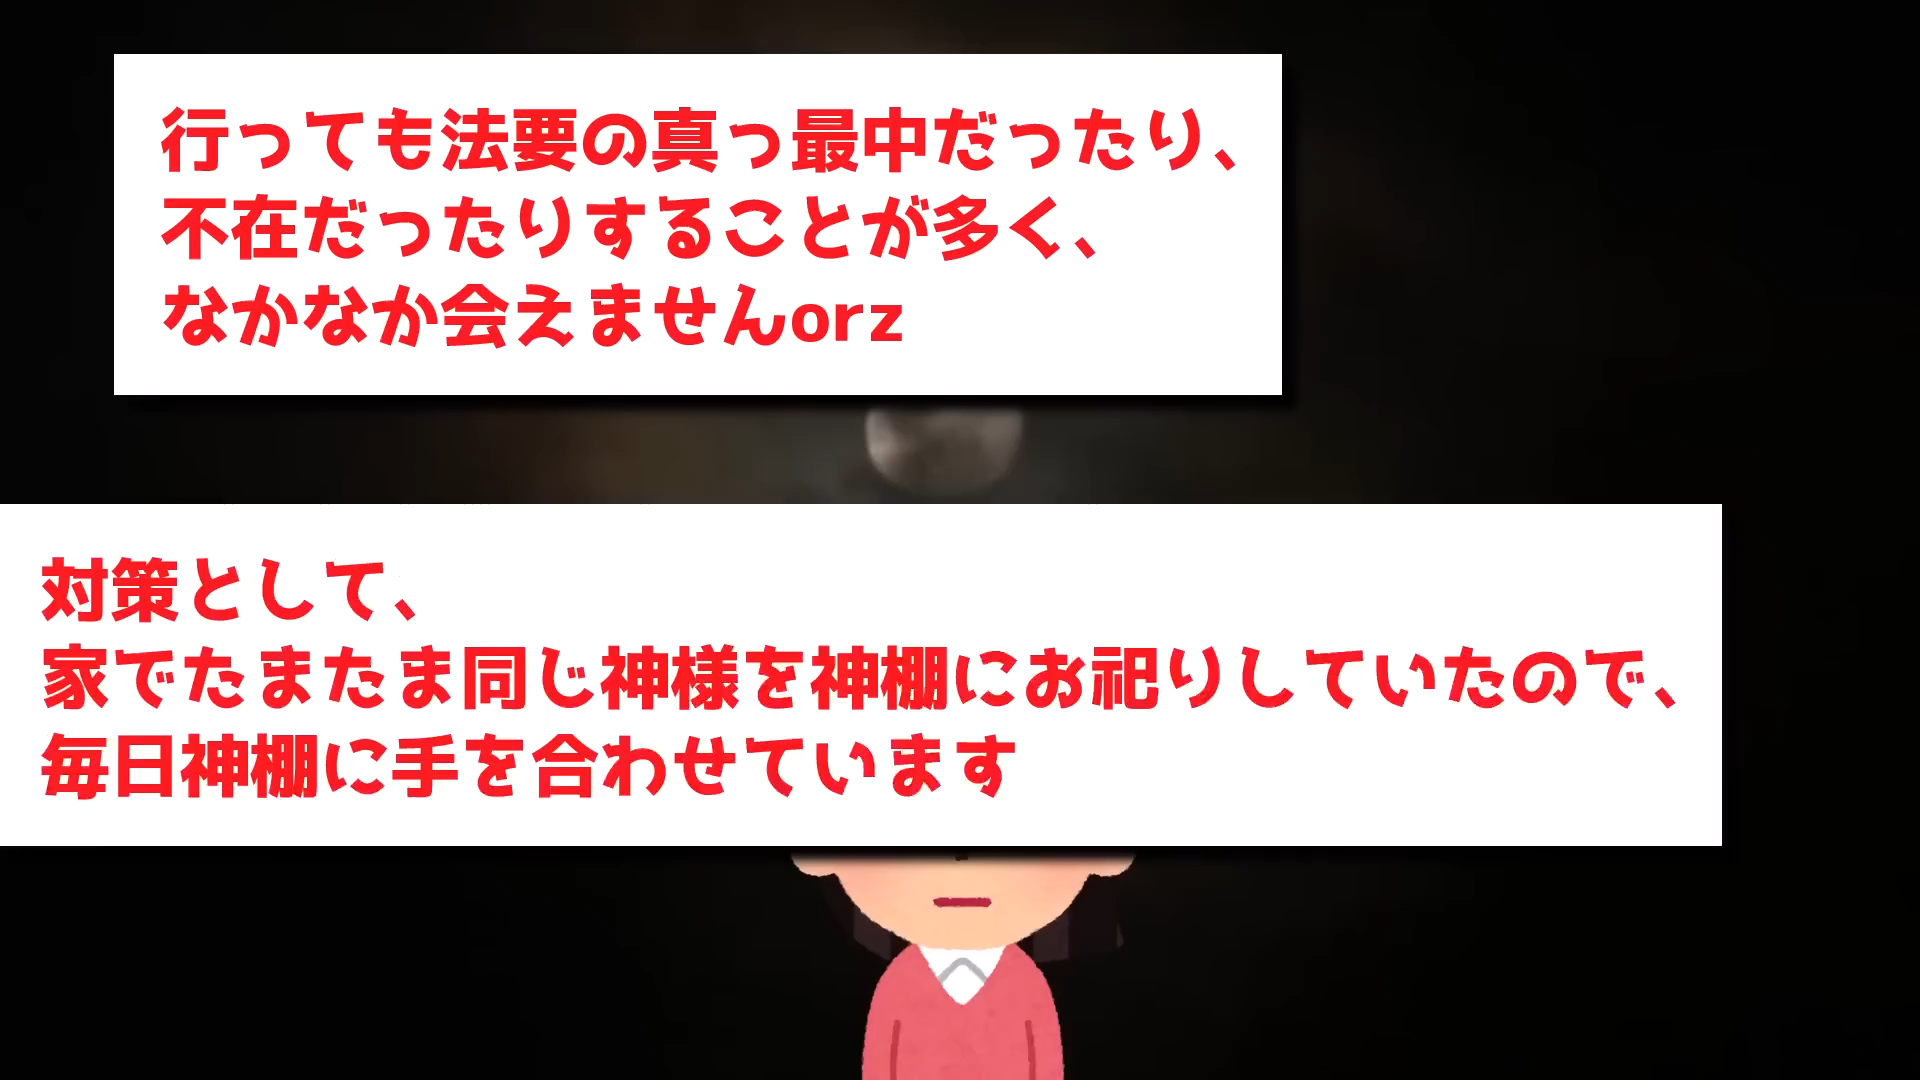 行っても法要の真っ最中だったり、
不在だったりすることが多く、
なかなか会えませんorz
対策として、
家でたまたま同じ神様を神棚にお祀りしていたので、
毎日神棚に手を合わせています